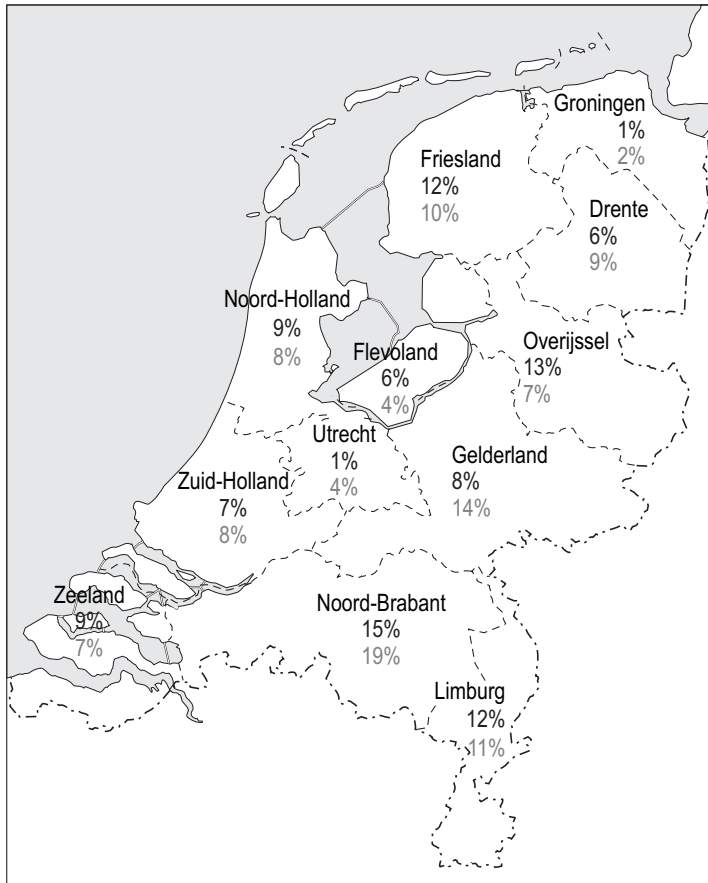 Groningen
1%
2%
Friesland
12%
10%
Drente
6%
9%
Noord-Holland
9%
8%
Flevoland
6%
4%
Overijssel
13%
7%
Utrecht
1%
4%
Gelderland
8%
14%
Zuid-Holland
7%
8%
Zeeland
9%
7%
Noord-Brabant
15%
19%
Limburg
12%
11%